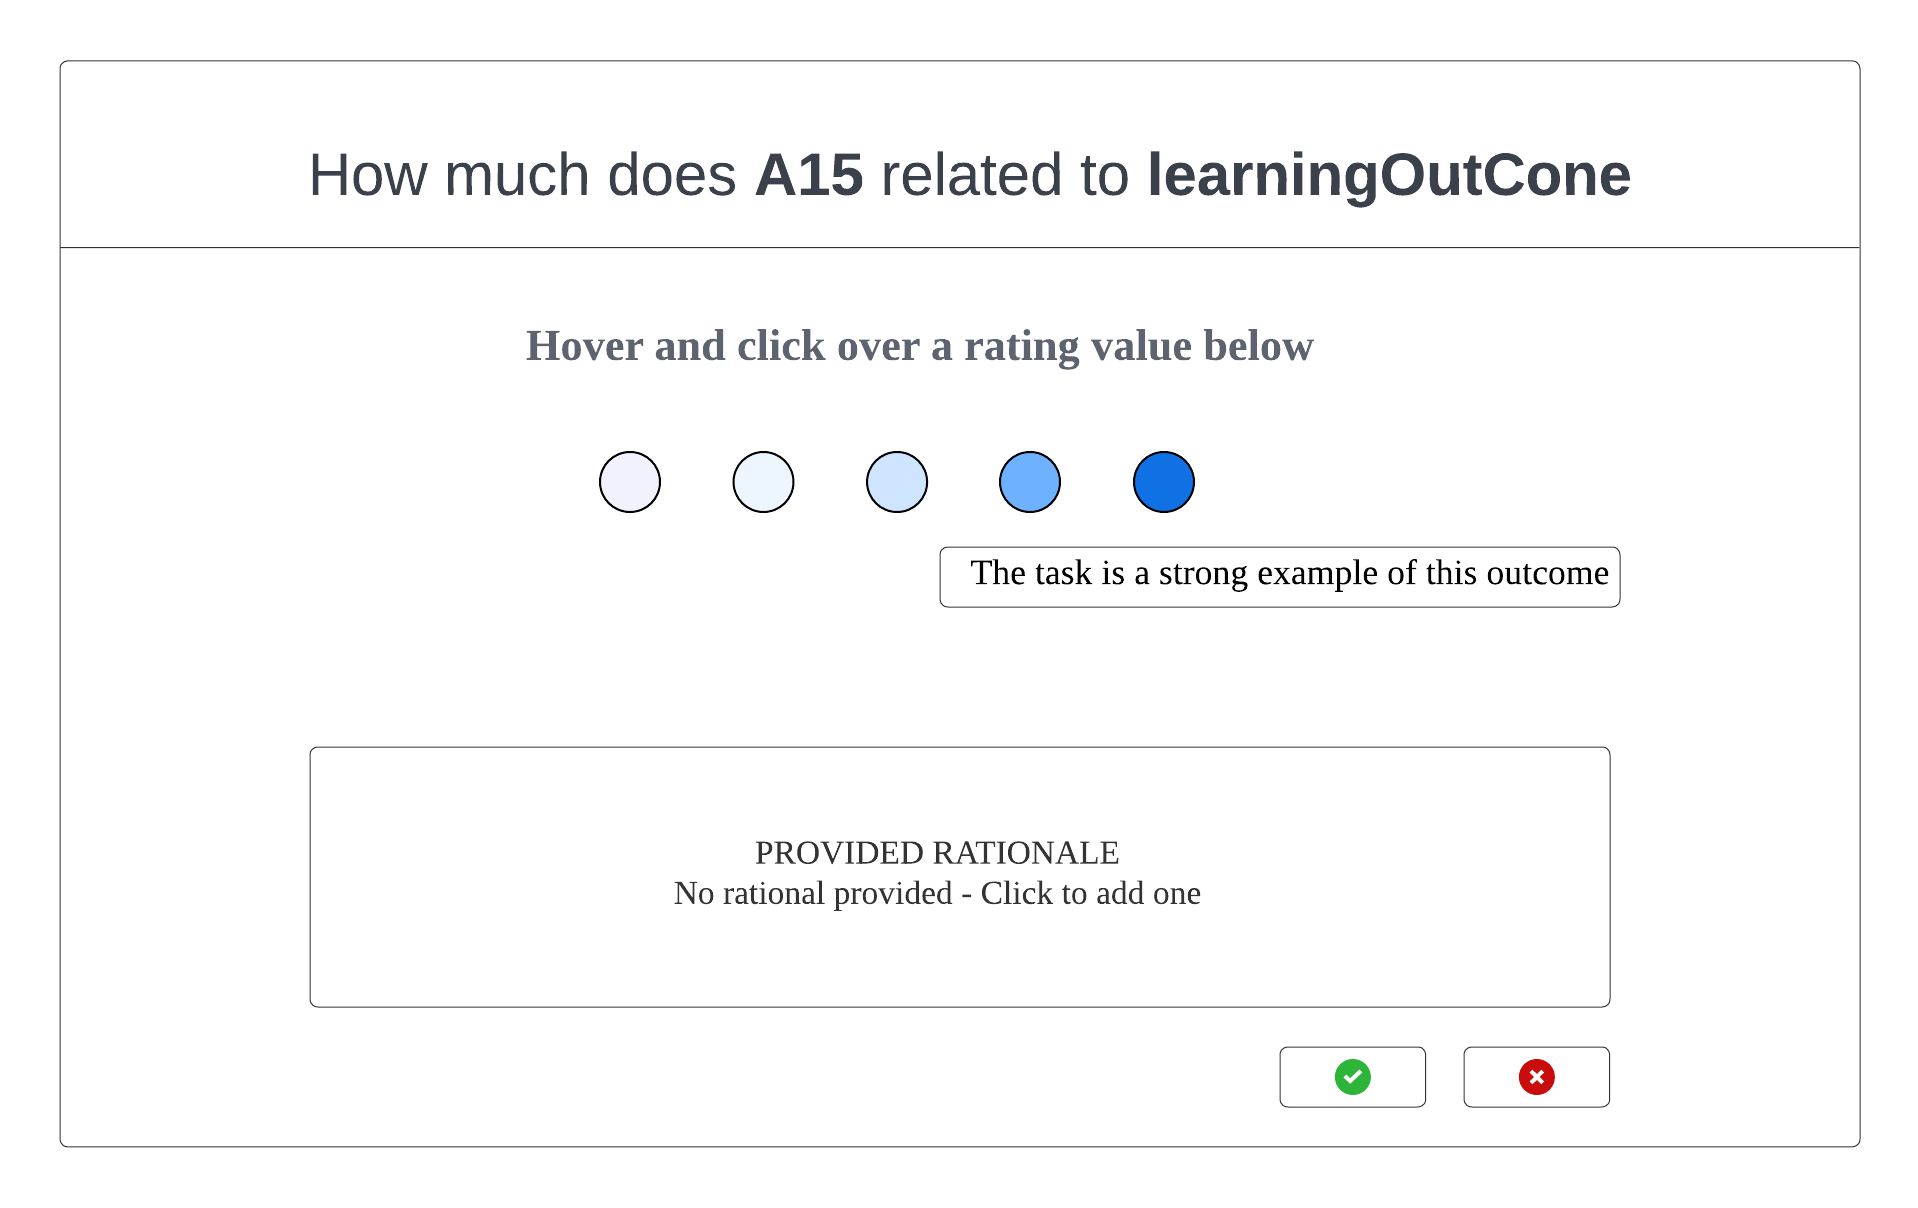 How much does A15 related to learningOutCone
Hover and click over a rating value below
The task is a strong example of this outcome
PROVIDED RATIONALE
No rational provided - Click to add one